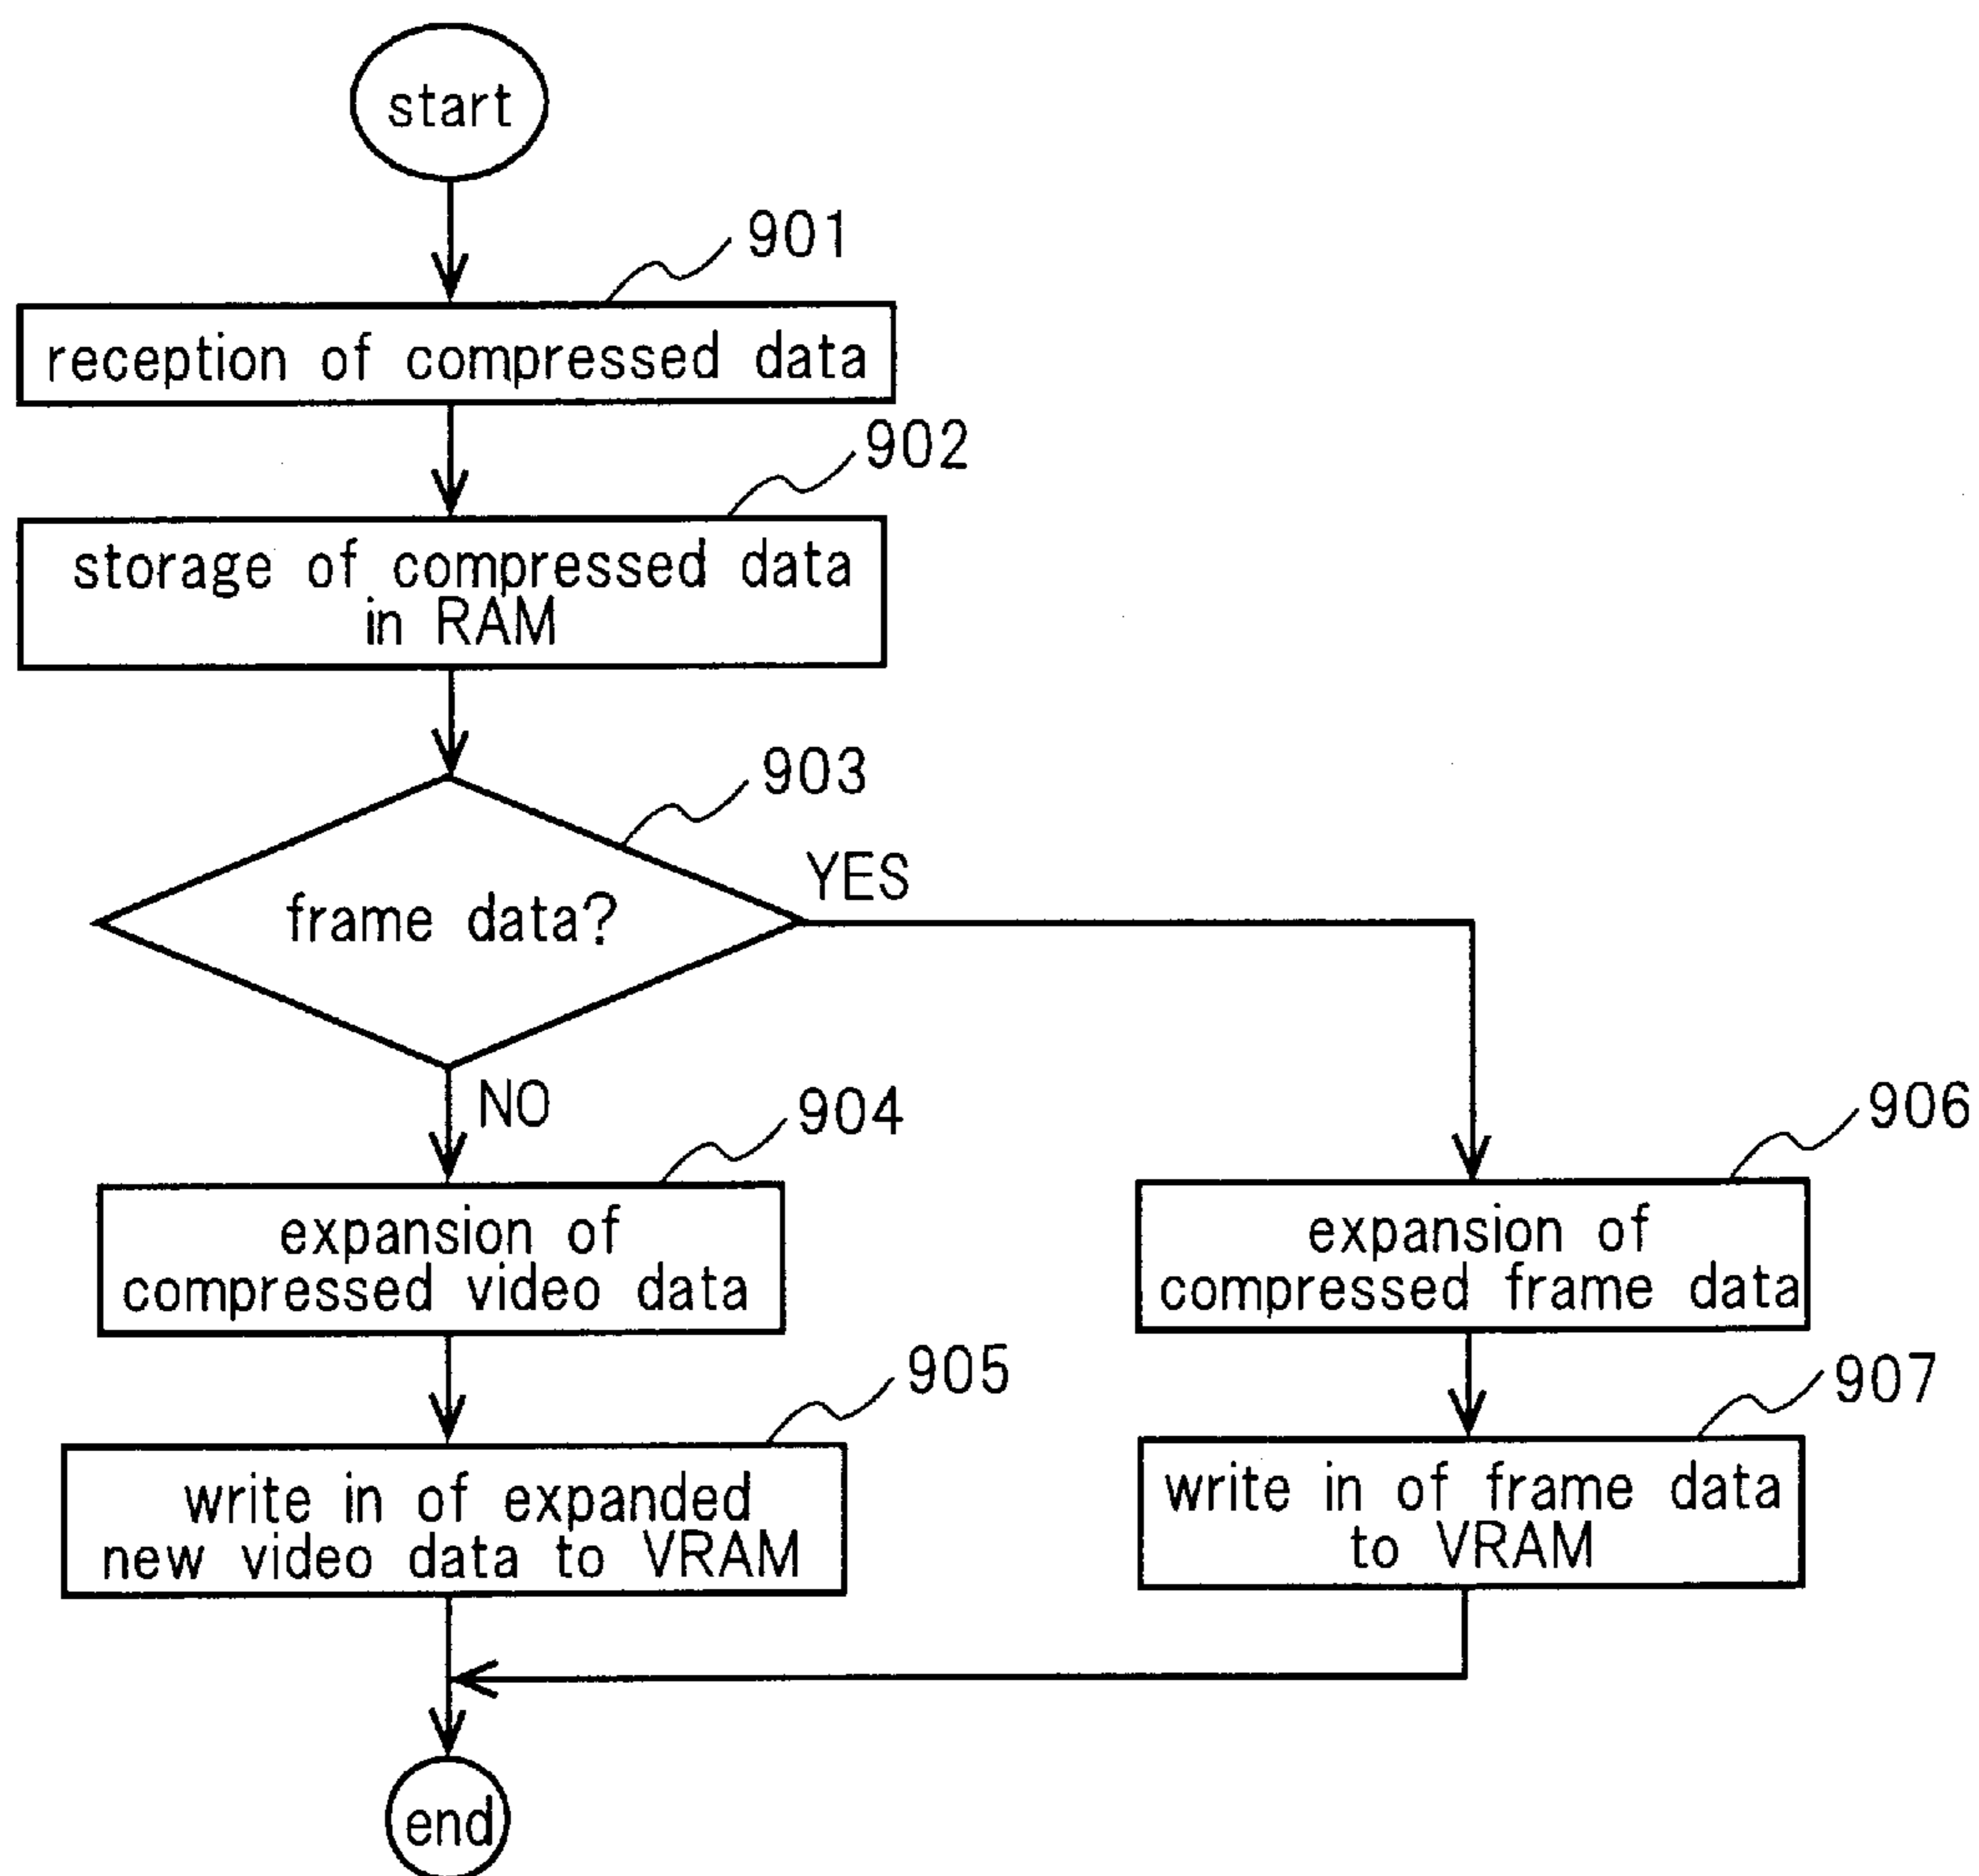 start
901
reception of compressed data
902
storage of compressed data
in RAM
903
frame data?
YES
NO
904
expansion of
compressed video data
906
expansion of
compressed frame data
905
write in of expanded
new video data to VRAM
907
write in of frame data
to VRAM
end